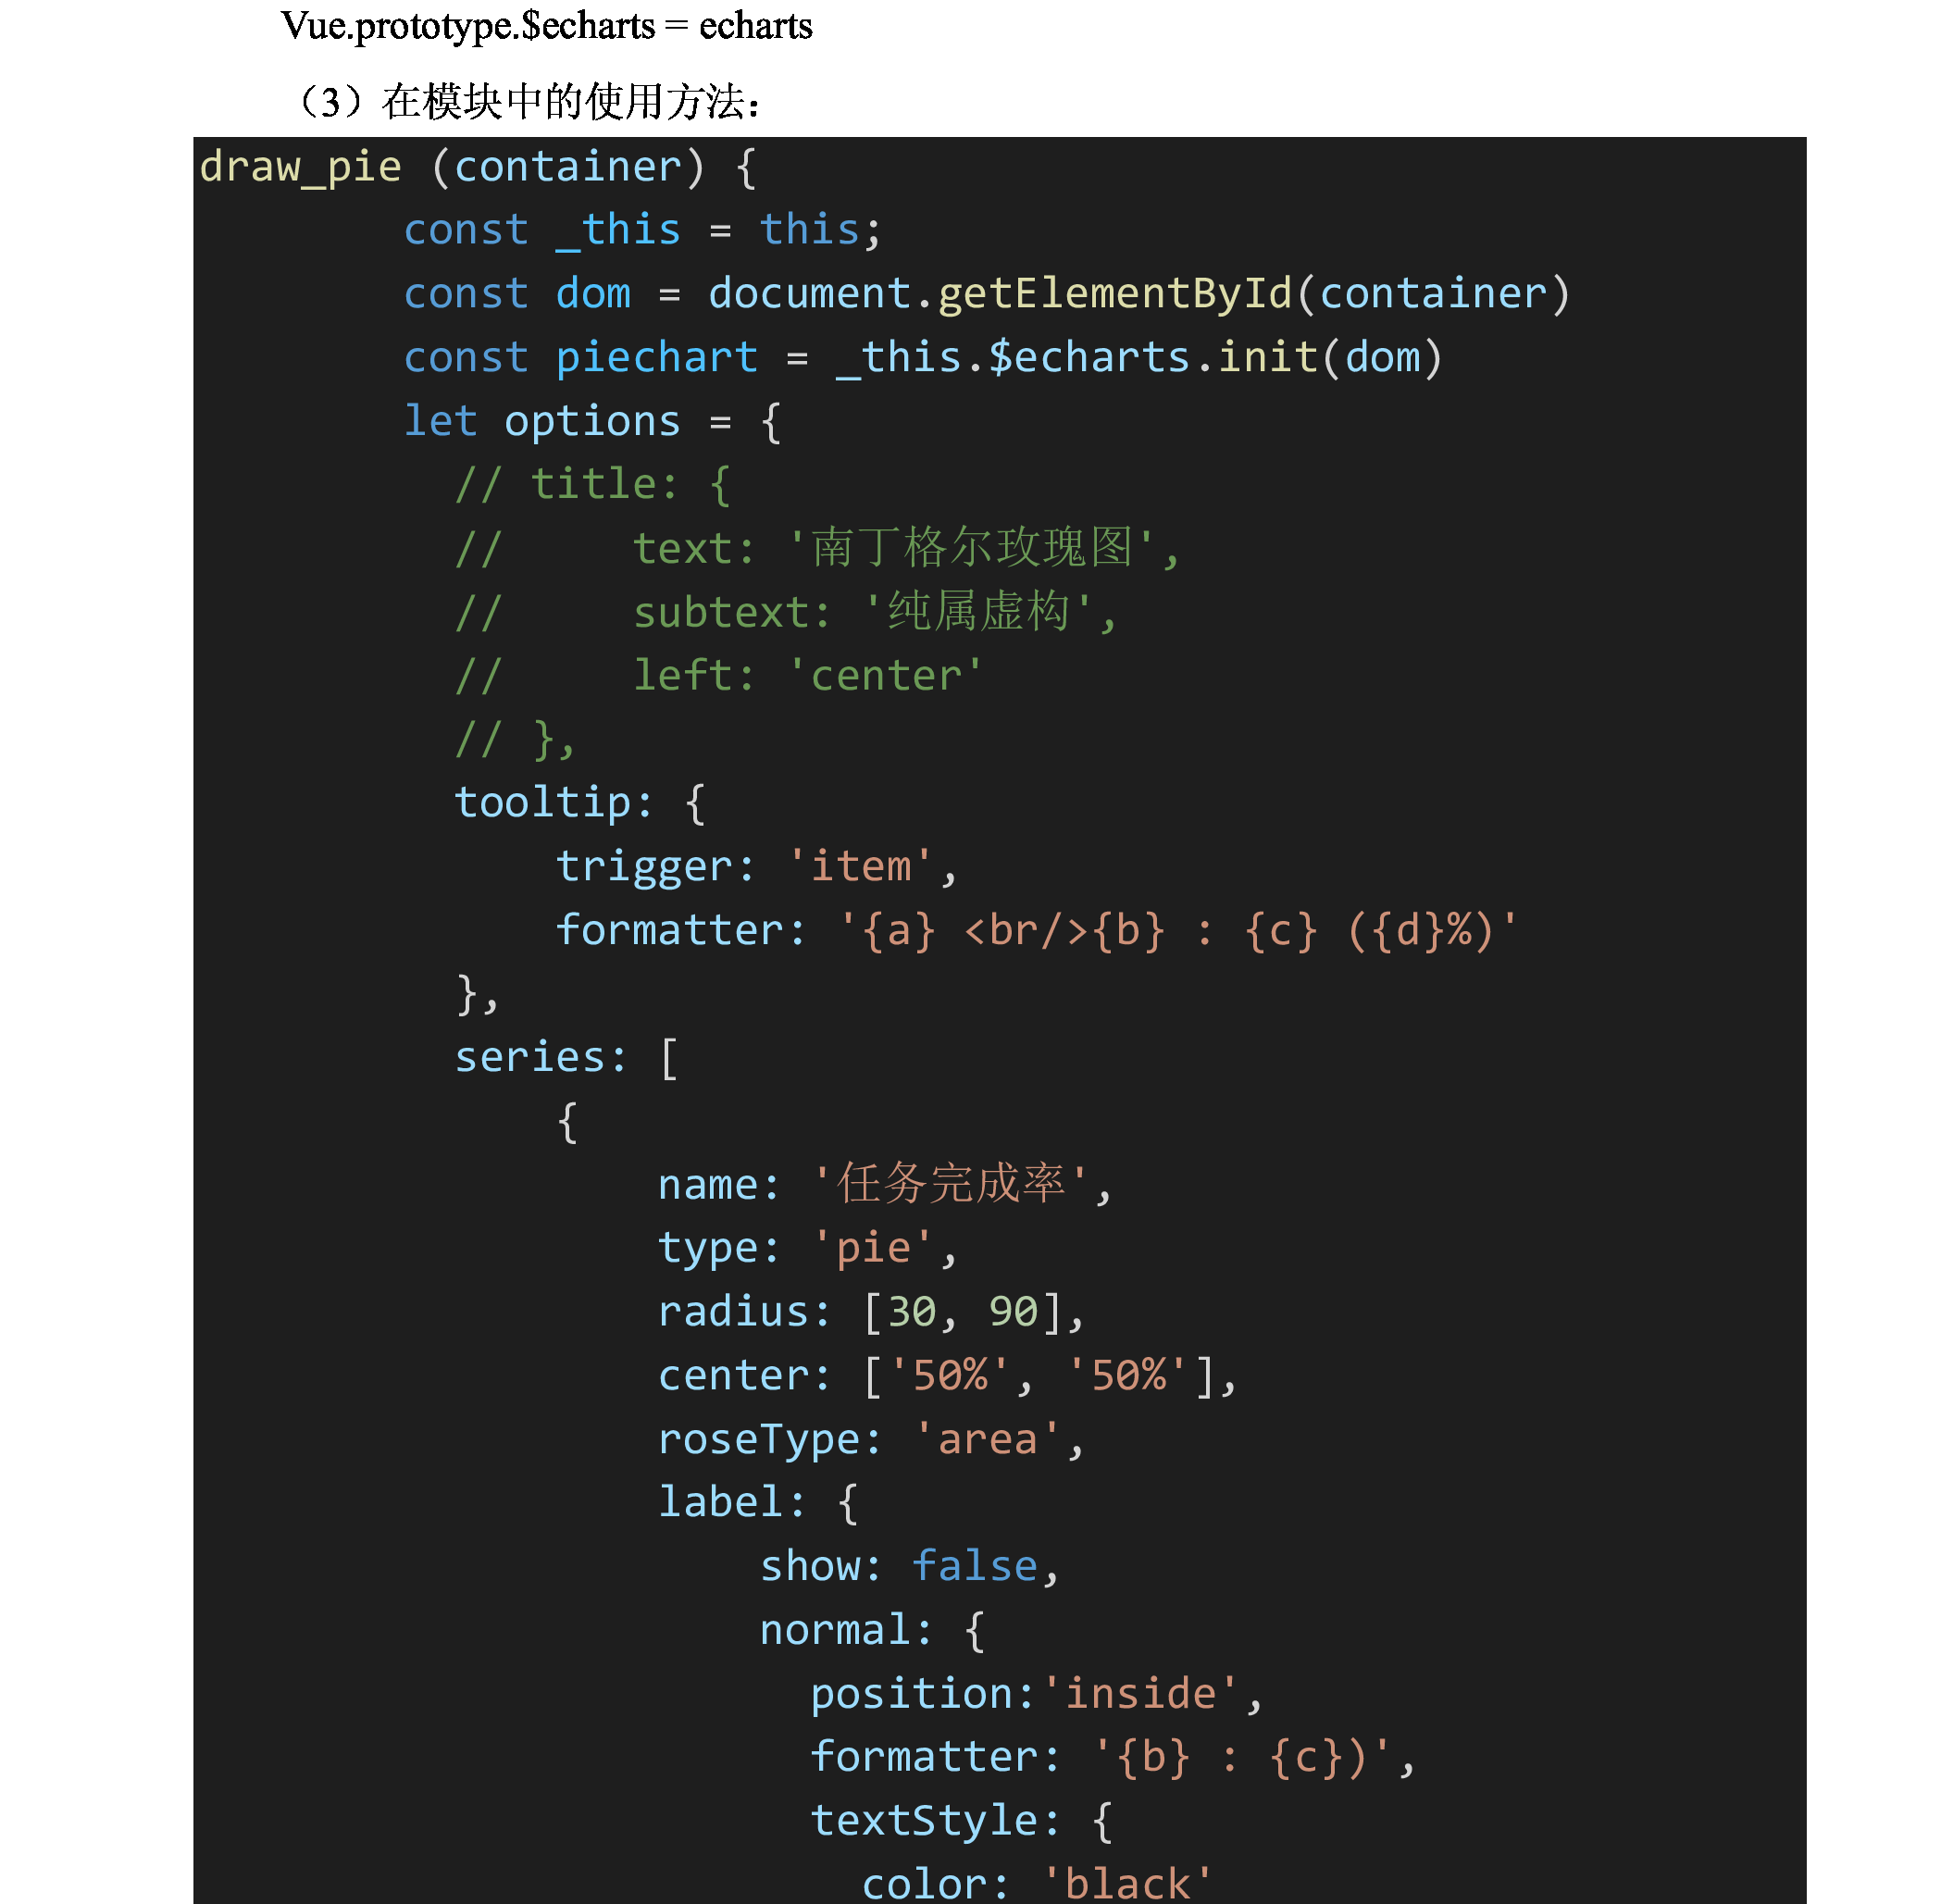 Vue.prototype.$echarts = echarts
（3）在模块中的使用方法：
draw_pie (container) {
const _this = this;
const dom = document.getElementById(container)
const piechart = _this.$echarts.init(dom)
let options = {
// title: {
//     text: '南丁格尔玫瑰图',
//     subtext: '纯属虚构',
//     left: 'center'
// },
tooltip: {
trigger: 'item',
formatter: '{a} <br/>{b} : {c} ({d}%)'
},
series: [
{
name: '任务完成率',
type: 'pie',
radius: [30, 90],
center: ['50%', '50%'],
roseType: 'area',
label: {
show: false,
normal: {
position:'inside',
formatter: '{b} : {c})',
textStyle: {
color: 'black'